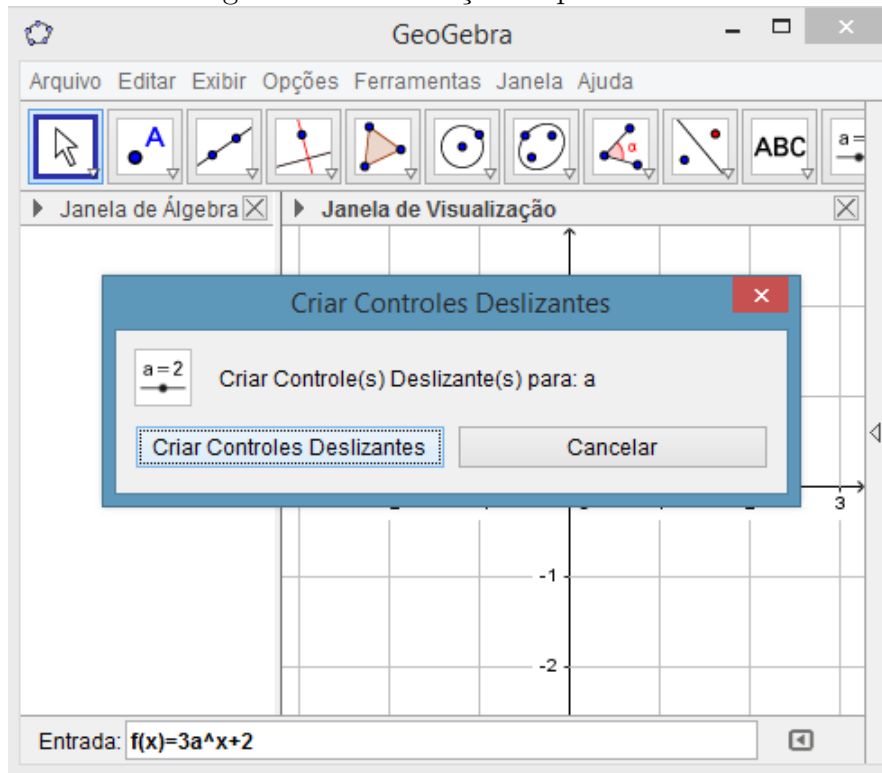 GeoGebra
Arquivo Editar Exibir Opções Ferramentas Janela Ajuda
A
α
ABC
a=
Janela de Álgebra
Janela de Visualização
Criar Controles Deslizantes
a=2
Criar Controle(s) Deslizante(s) para: a
Criar Controles Deslizantes
Cancelar
3
-1
-2
Entrada: f(x)=3a^x+2